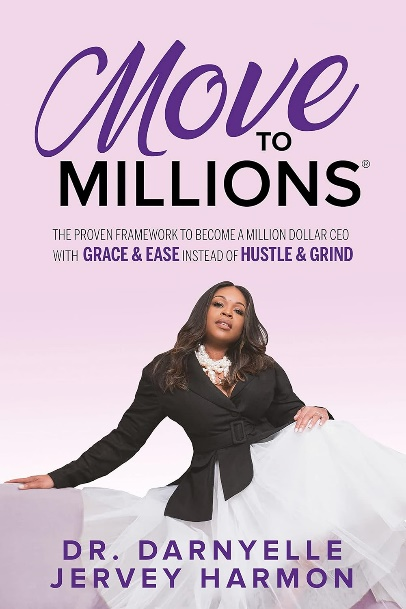 Move
TO
MILLIONS®
THE PROVEN FRAMEWORK TO BECOME A MILLION DOLLAR CEO
WITH GRACE & EASE INSTEAD OF HUSTLE & GRIND
DR. DARNYELLE
JERVEY HARMON